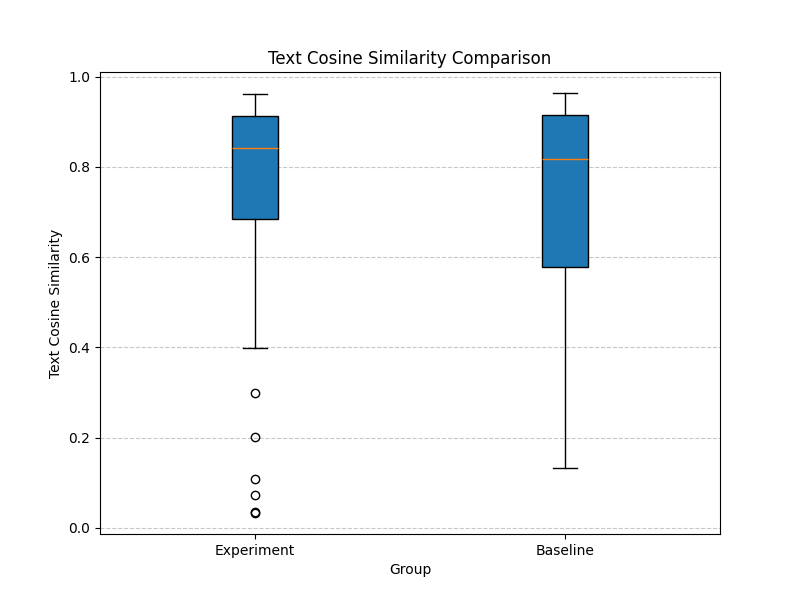 Text Cosine Similarity Comparison
Text Cosine Similarity
1.0
0.8
0.6
0.4
0.2
0.0
Experiment
Baseline
Group